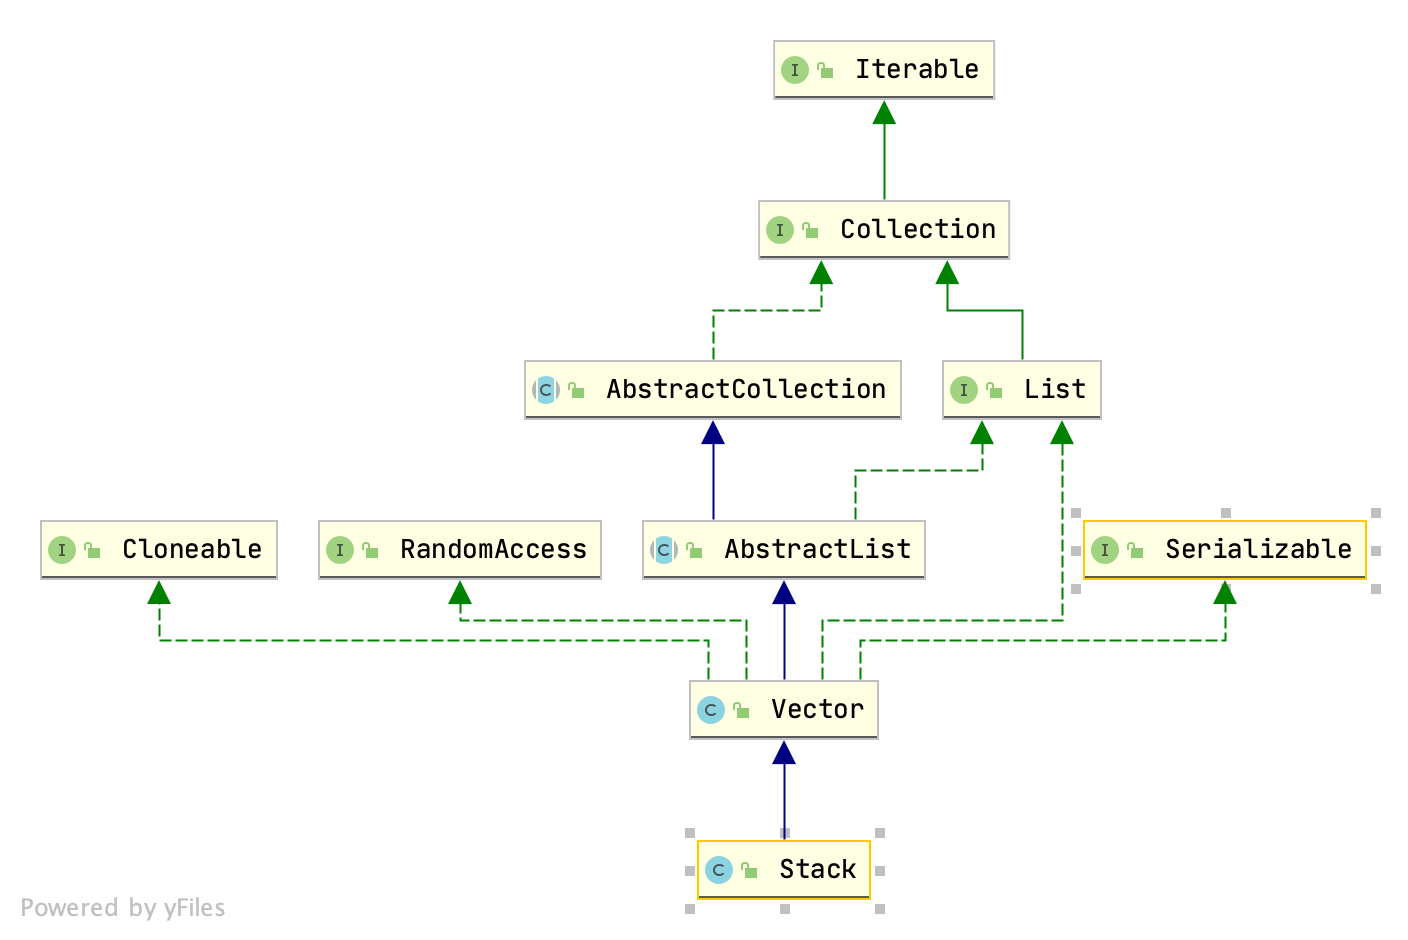 I Iterable
I Collection
C AbstractCollection
I List
I Cloneable
I RandomAccess
C AbstractList
I Serializable
C Vector
C Stack
Powered by yFiles